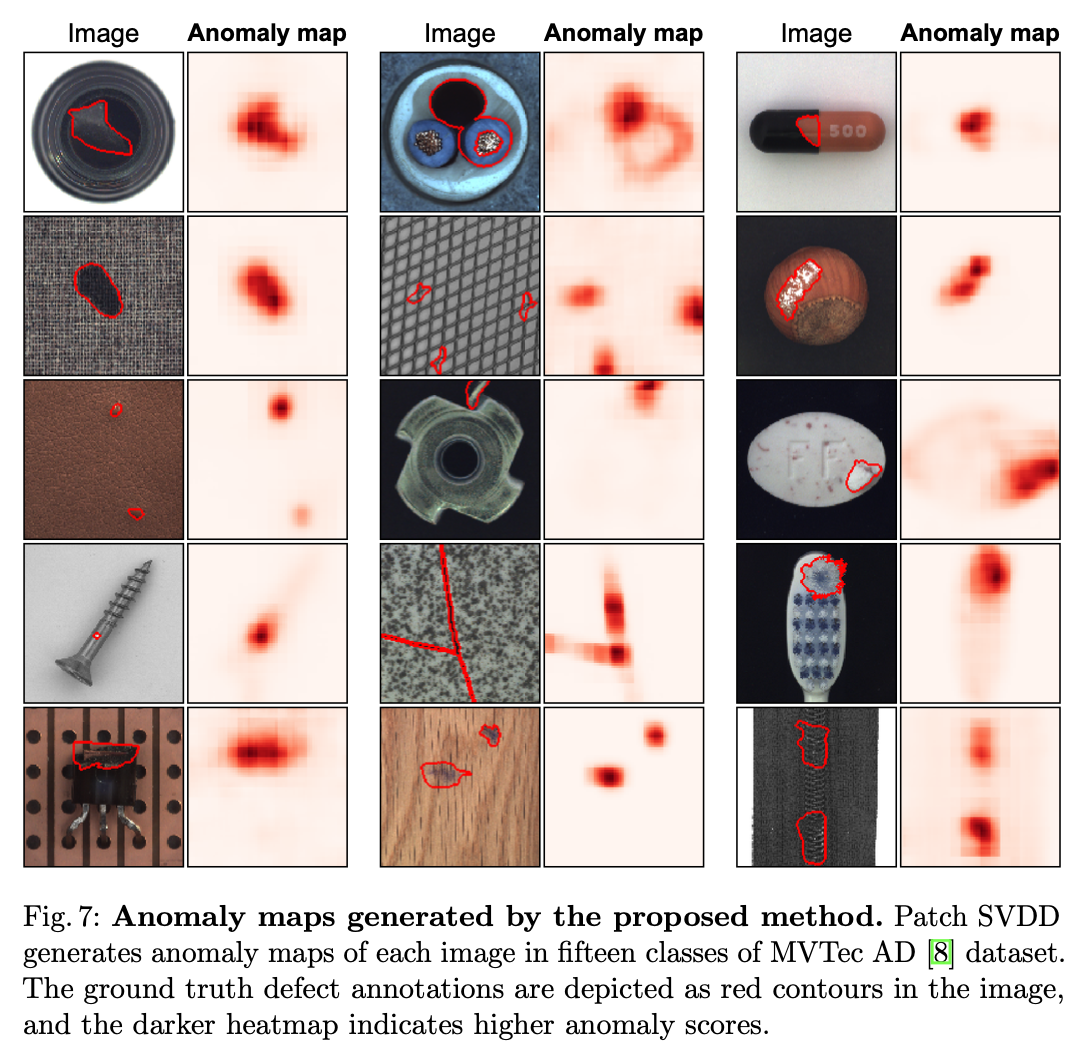 Image Anomaly map Image Anomaly map Image Anomaly map
500
FF
Fig. 7: Anomaly maps generated by the proposed method. Patch SVDD
generates anomaly maps of each image in fifteen classes of MVTec AD [8] dataset.
The ground truth defect annotations are depicted as red contours in the image,
and the darker heatmap indicates higher anomaly scores.